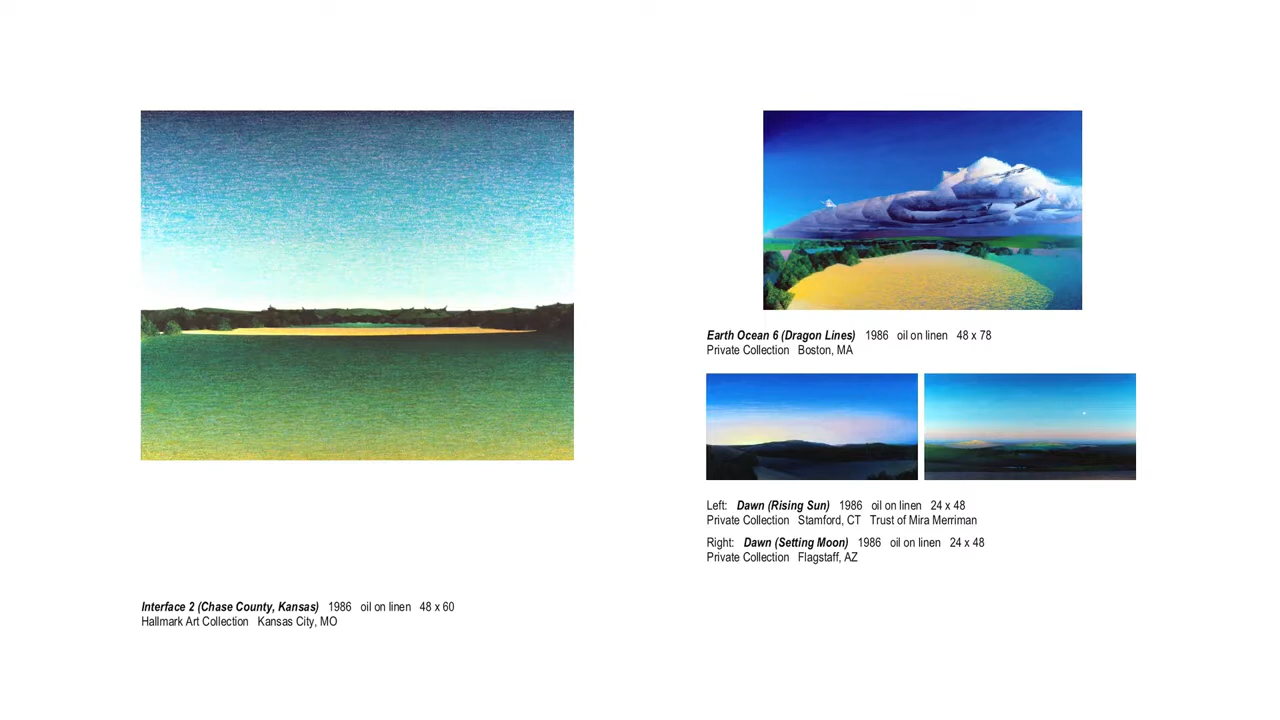 Earth Ocean 6 (Dragon Lines) 1986 oil on linen 48 x 78
Private Collection Boston, MA
Left: Dawn (Rising Sun) 1986 oil on linen 24 x 48
Private Collection Stamford, CT Trust of Mira Merriman
Right: Dawn (Setting Moon) 1986 oil on linen 24 x 48
Private Collection Flagstaff, AZ
Interface 2 (Chase County, Kansas) 1986 oil on linen 48 x 60
Hallmark Art Collection Kansas City, MO